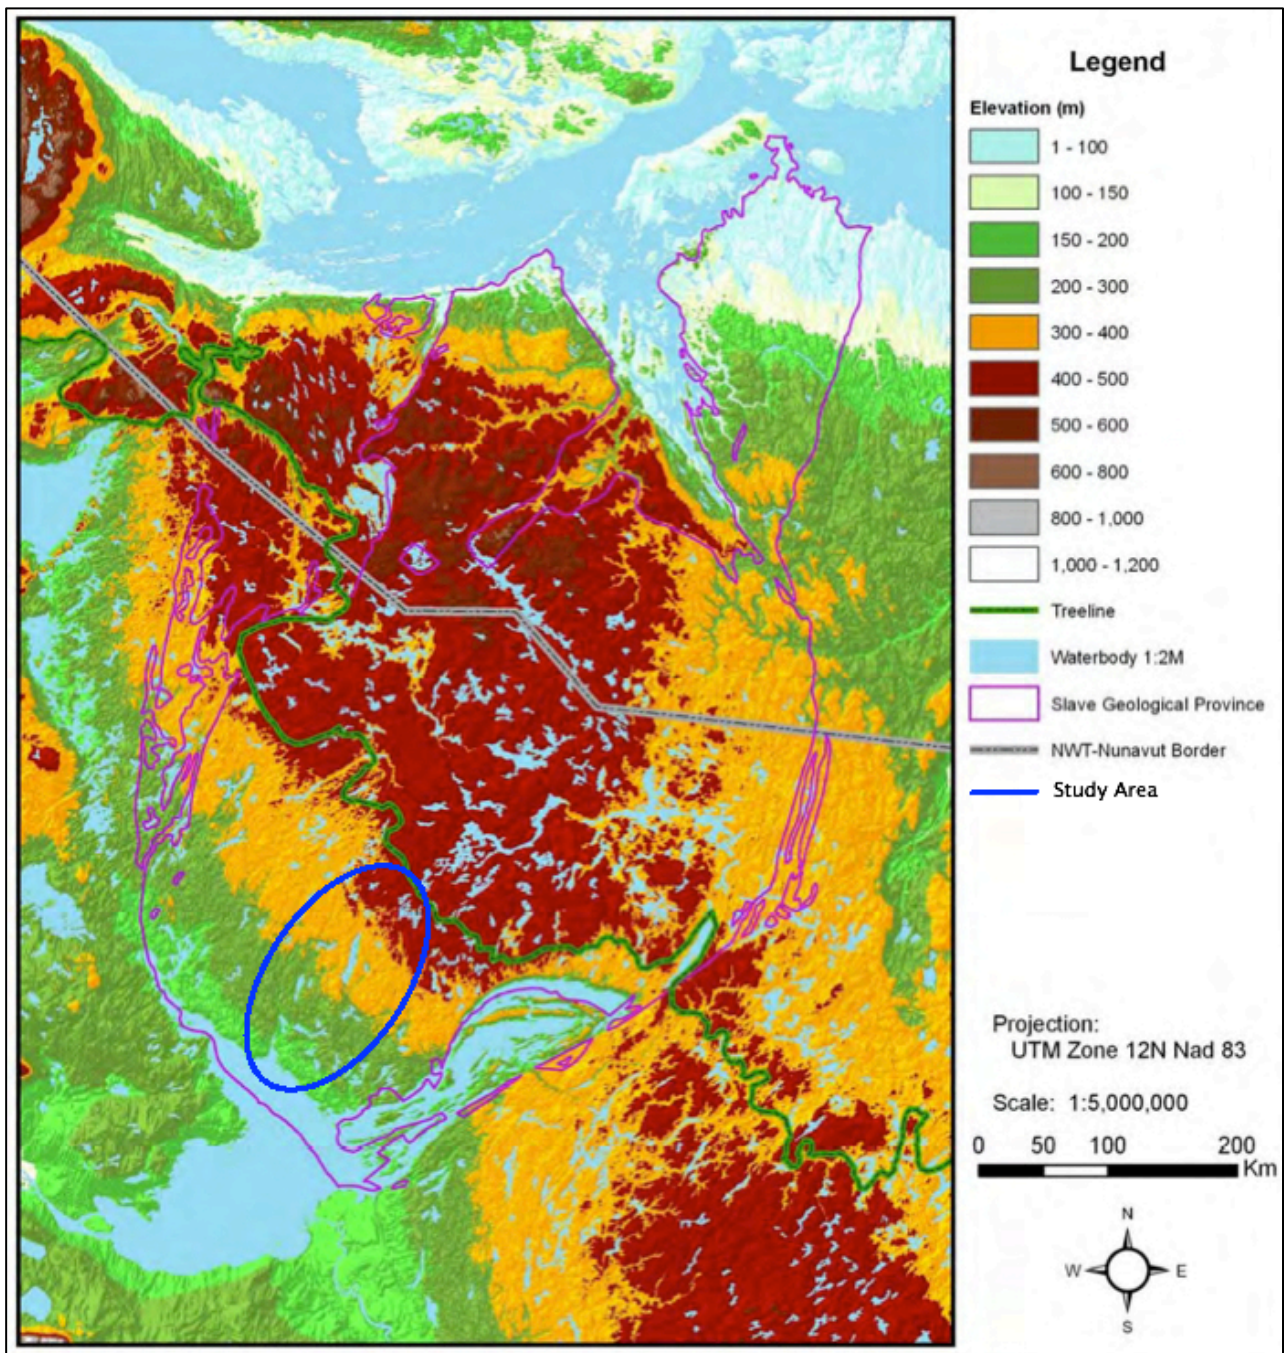 Legend
Elevation (m)
1 - 100
100 - 150
150 - 200
200 - 300
300 - 400
400 - 500
500 - 600
600 - 800
800 - 1,000
1,000 - 1,200
Treeline
Waterbody 1:2M
Slave Geological Province
NWT-Nunavut Border
Study Area
Projection:
UTM Zone 12N Nad 83
Scale: 1:5,000,000
0 50 100 200
Km
N
W E
S